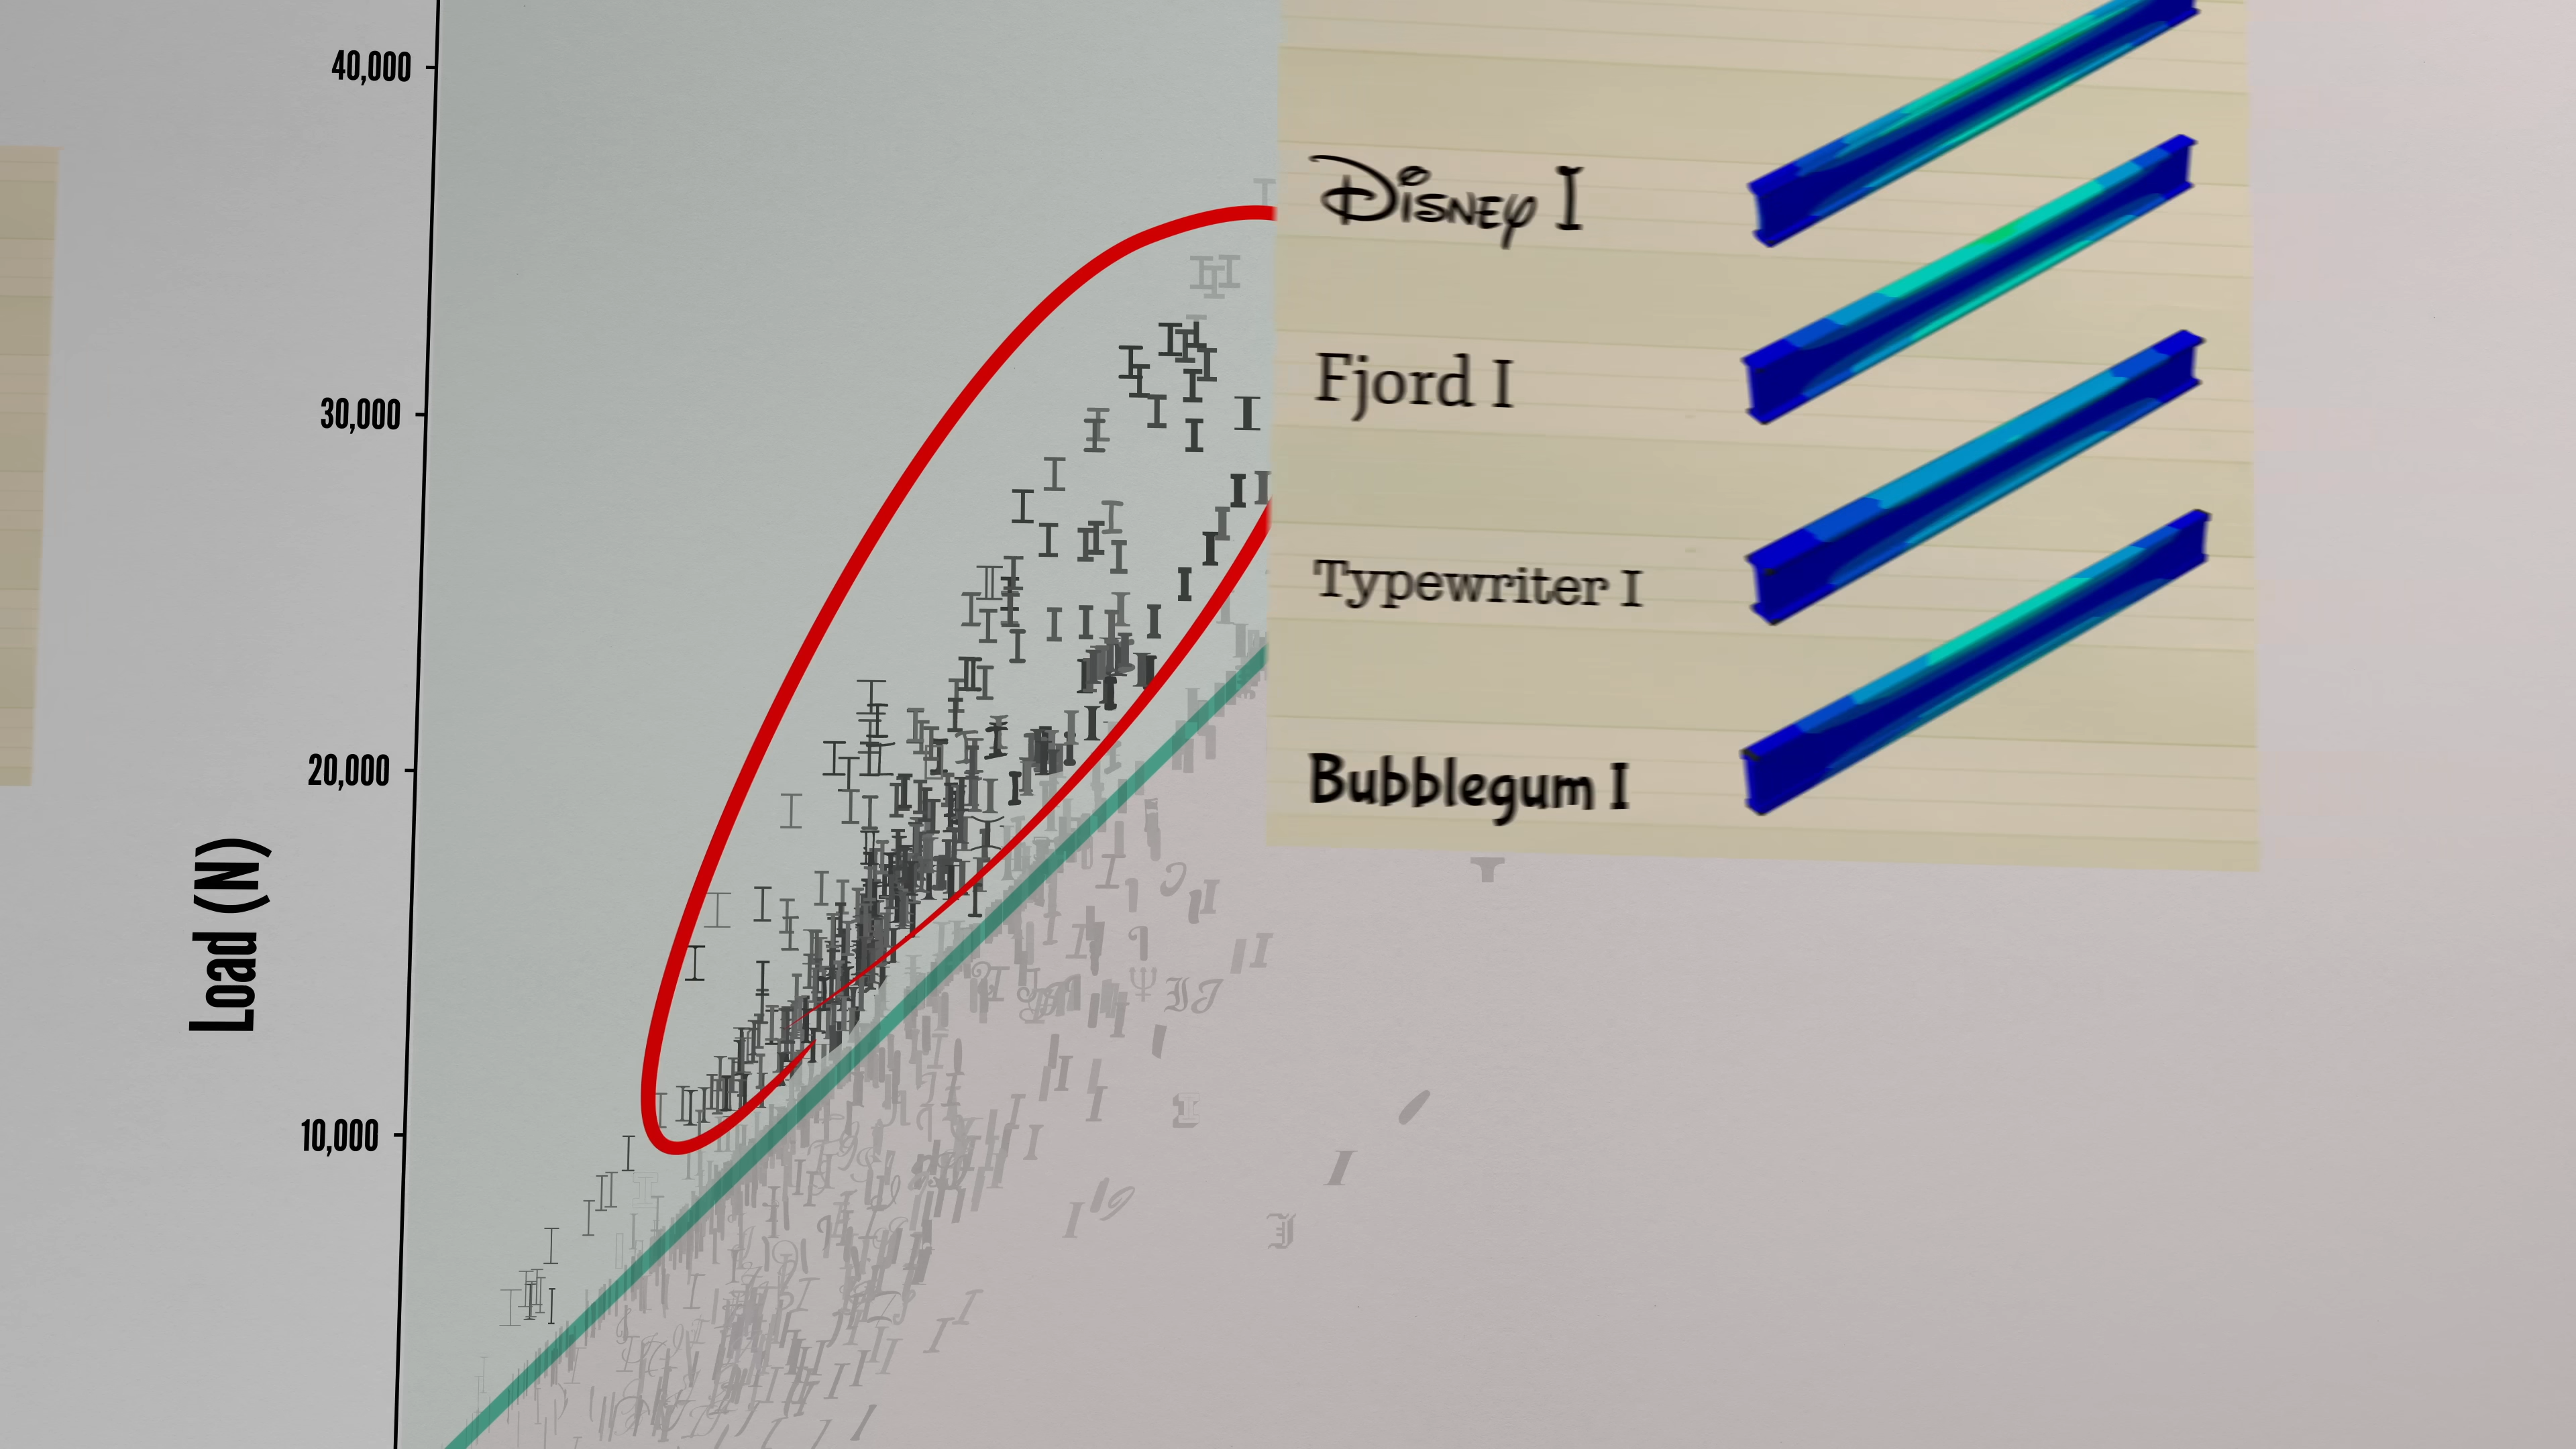 40,000
30,000
20,000
10,000
Load (N)
Disney I
Fjord I
Typewriter I
Bubblegum I